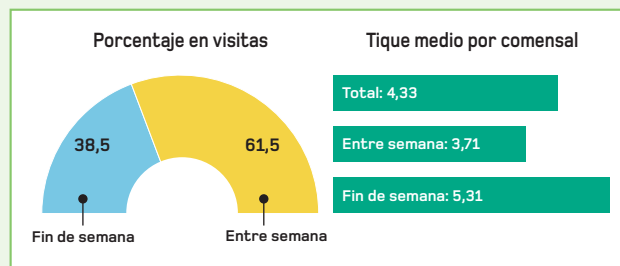 Porcentaje en visitas
38,5
61,5
Fin de semana
Entre semana
Tique medio por comensal
Total: 4,33
Entre semana: 3,71
Fin de semana: 5,31